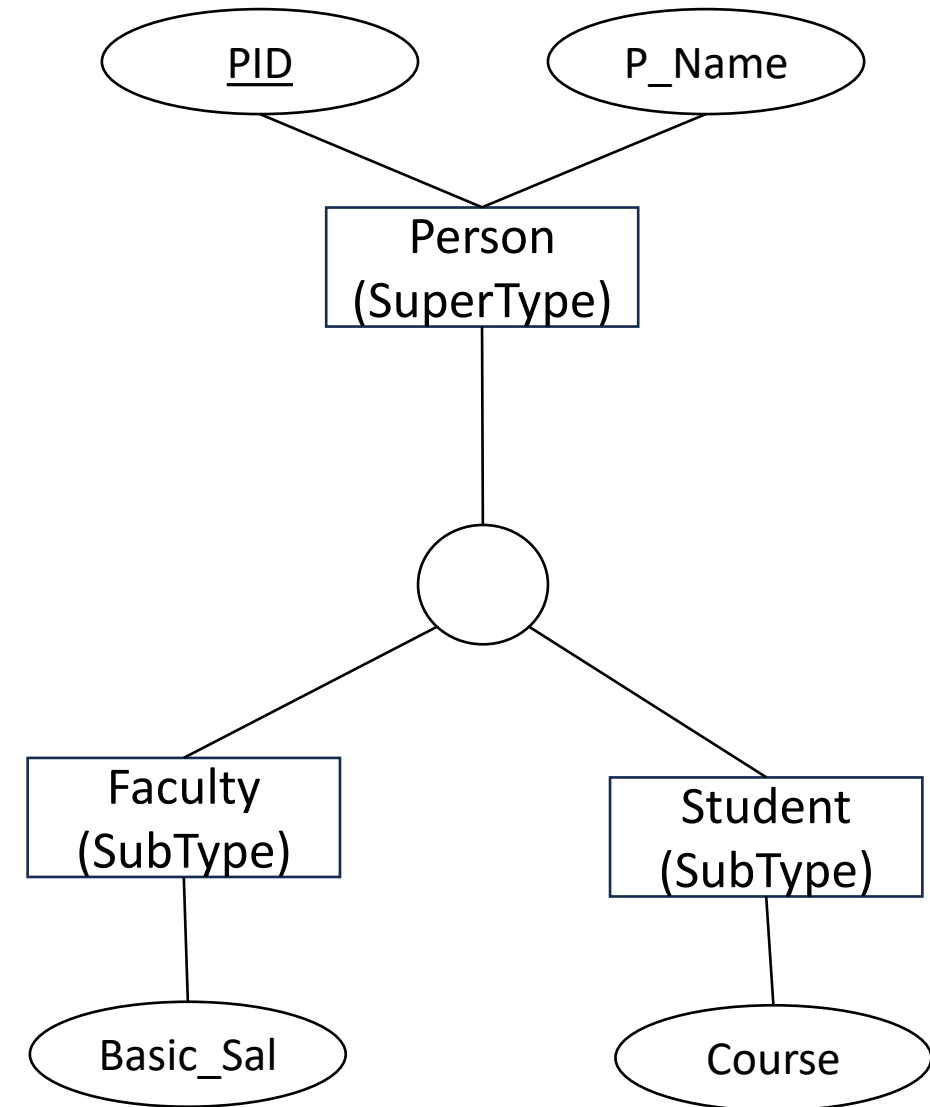 PID
P_Name
Person
(SuperType)
Faculty
(SubType)
Student
(SubType)
Basic_Sal
Course